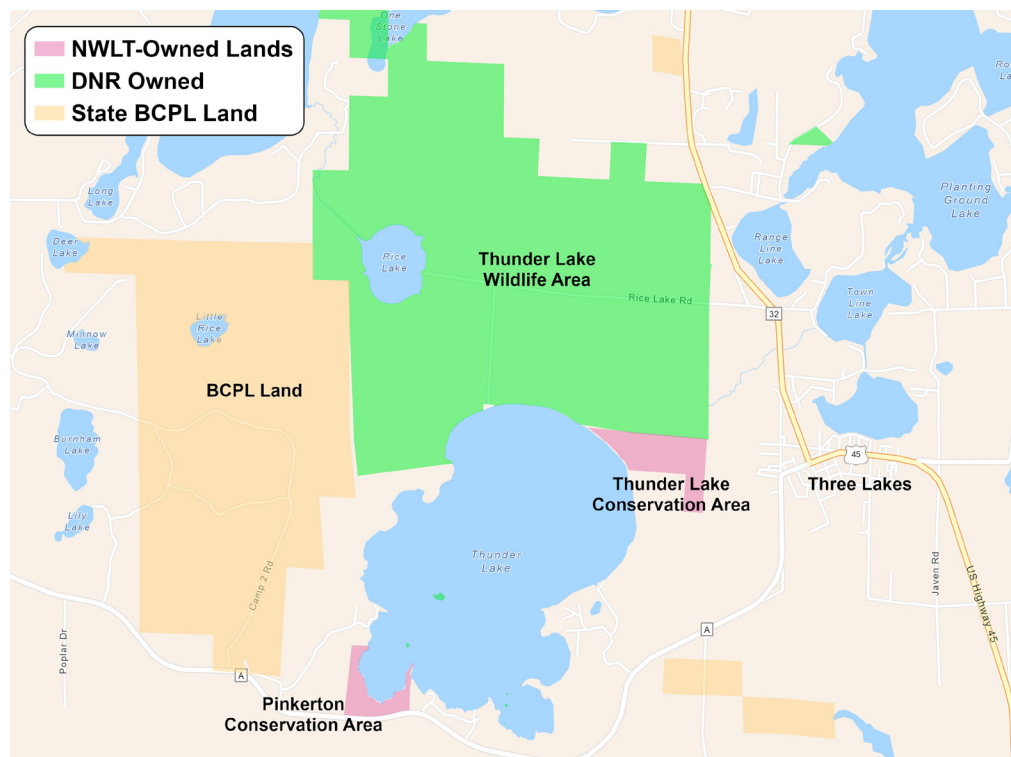 NWLT-Owned Lands
DNR Owned
State BCPL Land
One
Stone
Lake
Long
Lake
Deer
Lake
Rice
Lake
Thunder Lake
Wildlife Area
Rice Lake Rd
Planting
Ground
Lake
Range
Line
Lake
Town
Line
Lake
32
Little
Rice
Lake
Minnow
Lake
BCPL Land
Burnham
Lake
45
Thunder Lake
Conservation Area
Three Lakes
Lily
Lake
Thunder
Lake
Camp 2 Rd
Javen Rd
US Highway 45
Poplar Dr
A
A
Pinkerton
Conservation Area